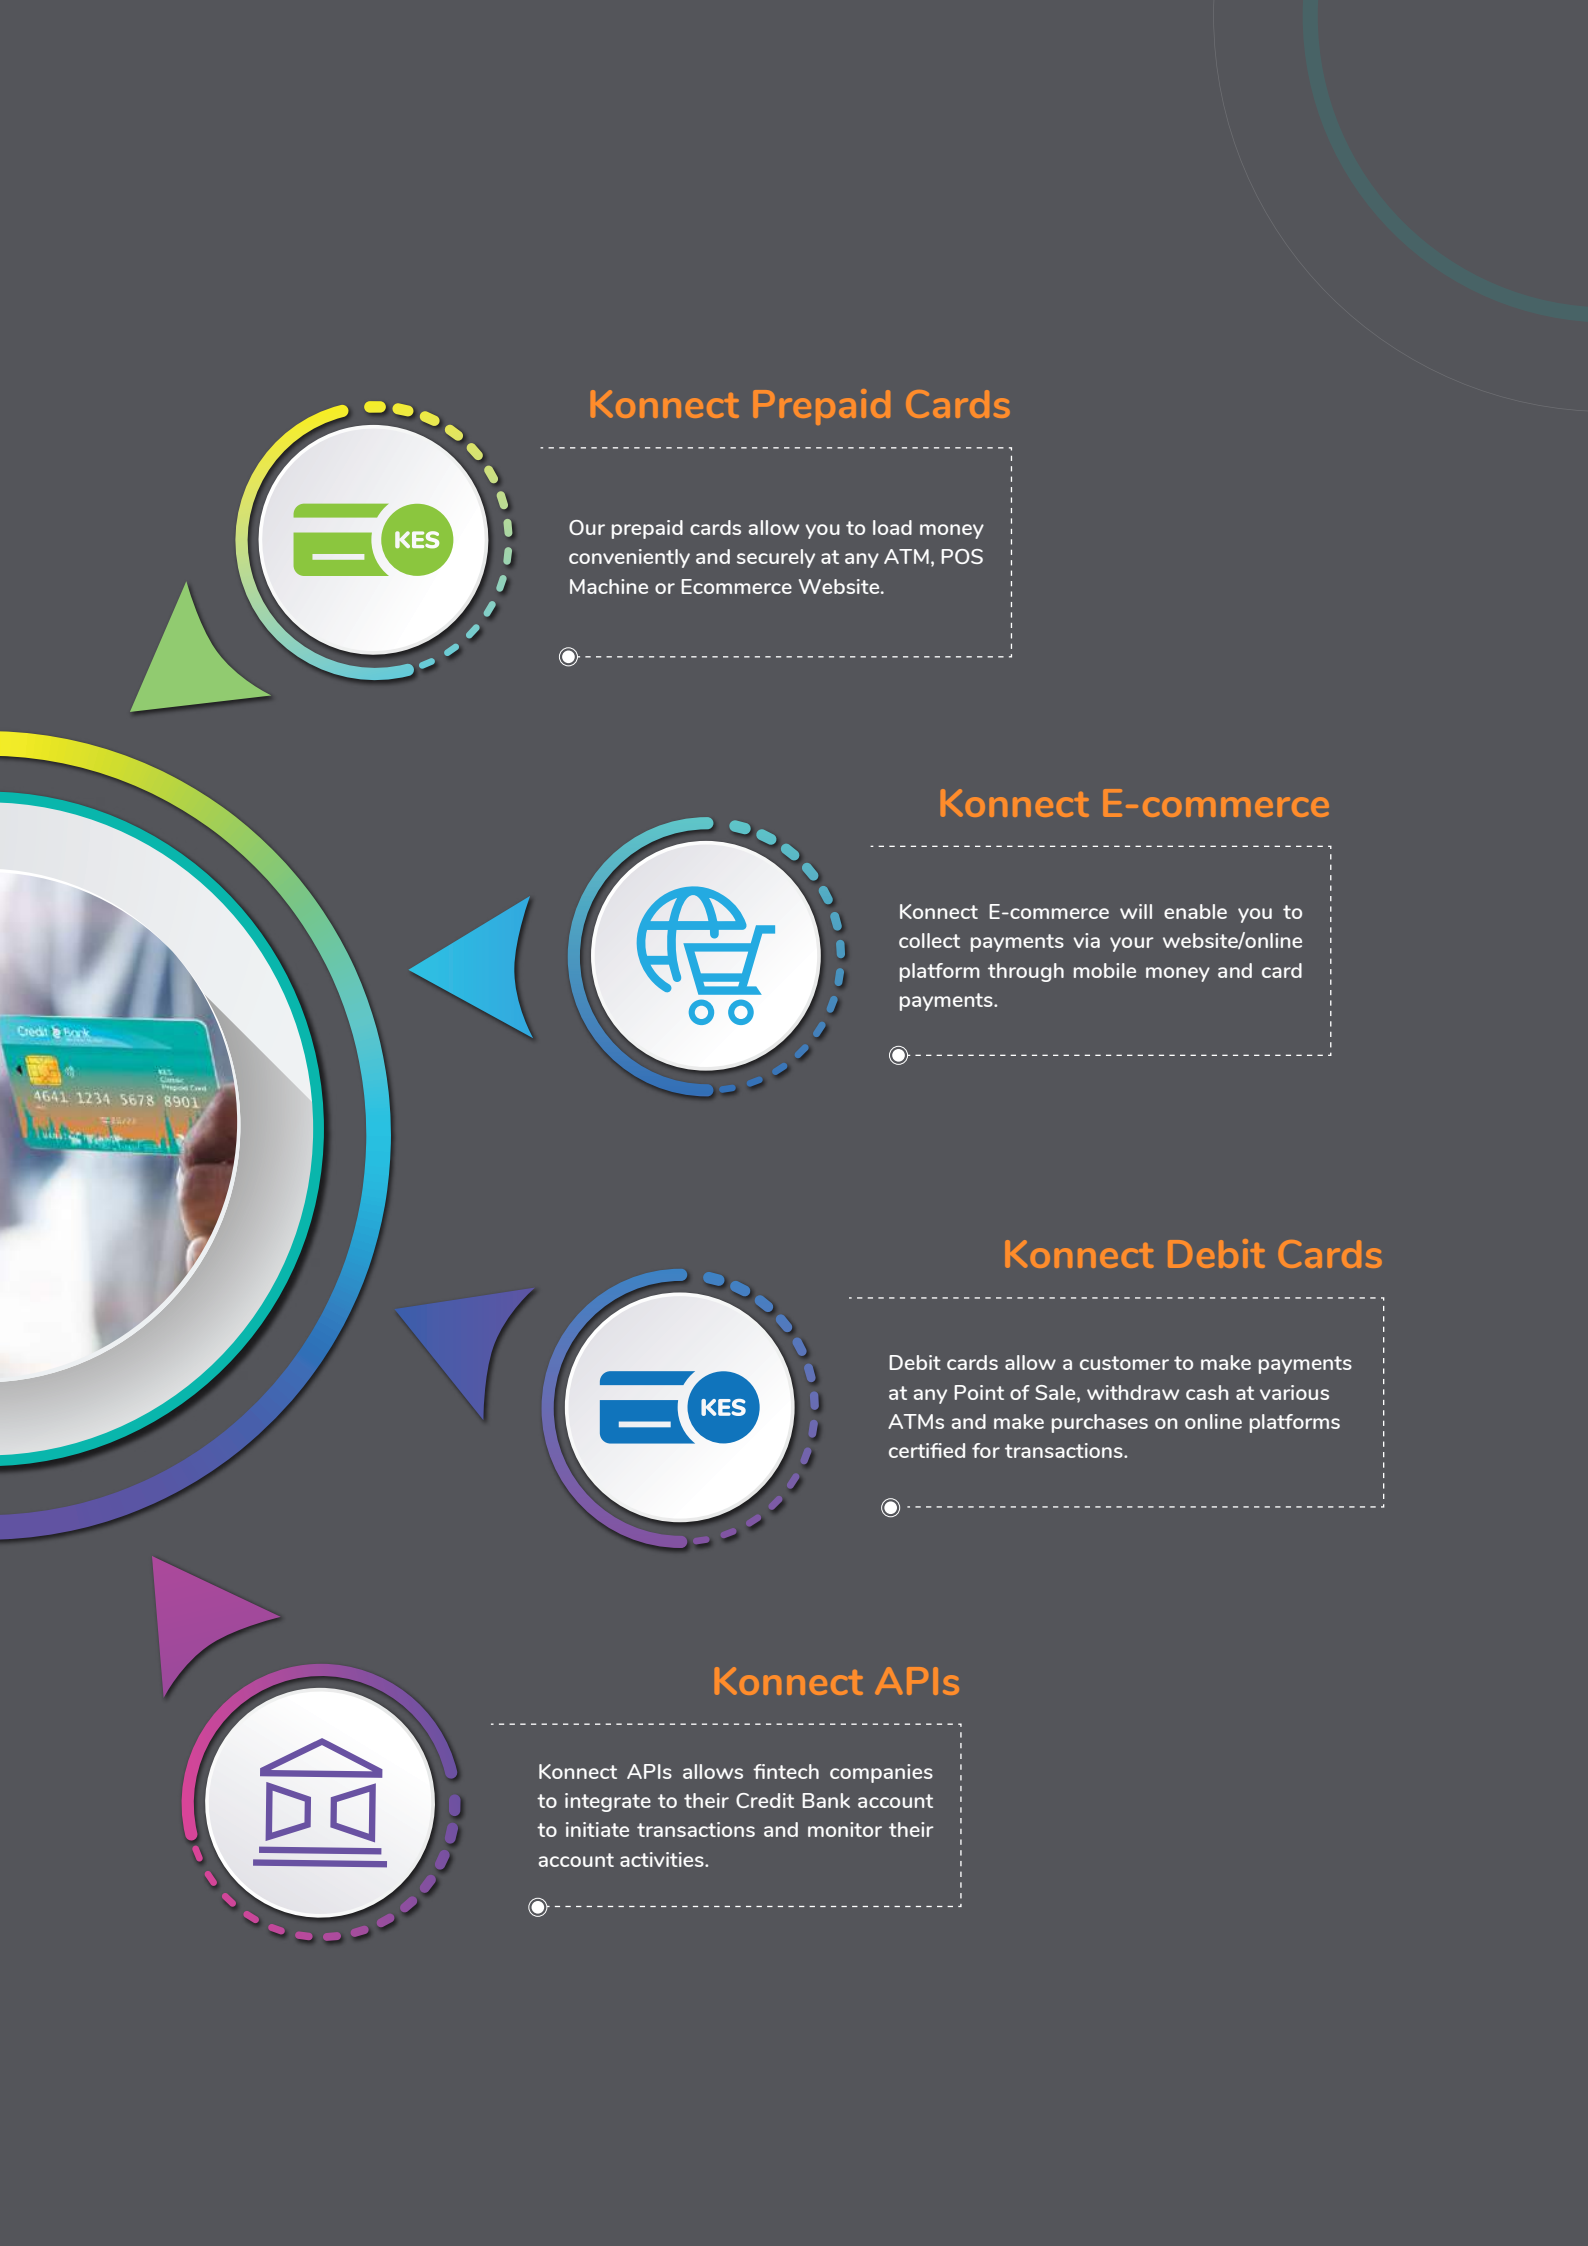 Konnect Prepaid Cards
KES
Our prepaid cards allow you to load money
conveniently and securely at any ATM, POS
Machine or Ecommerce Website.
Konnect E-commerce
Konnect E-commerce will enable you to
collect payments via your website/online
platform through mobile money and card
payments.
Credit Bank
KES
Classic
Prepaid Card
4641 1234 5678 8901
Konnect Debit Cards
KES
Debit cards allow a customer to make payments
at any Point of Sale, withdraw cash at various
ATMs and make purchases on online platforms
certified for transactions.
Konnect APIs
Konnect APIs allows fintech companies
to integrate to their Credit Bank account
to initiate transactions and monitor their
account activities.